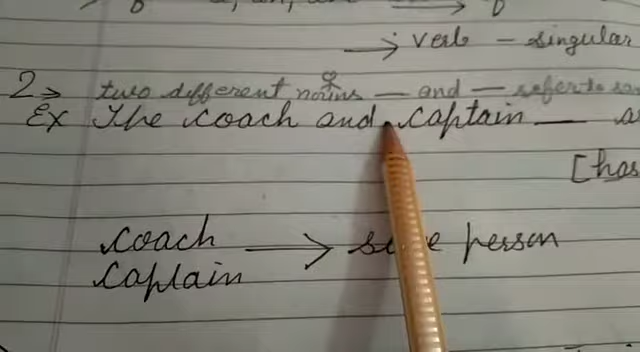 → verb - singular
2→ two different nouns — and — refer to
Ex The coach and captain —
[has
coach → same person
captain